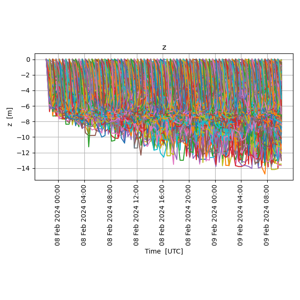 z
0
−2
−4
−6
−8
−10
−12
−14
z [m]
08 Feb 2024 00:00
08 Feb 2024 04:00
08 Feb 2024 08:00
08 Feb 2024 12:00
08 Feb 2024 16:00
08 Feb 2024 20:00
09 Feb 2024 00:00
09 Feb 2024 04:00
09 Feb 2024 08:00
Time [UTC]